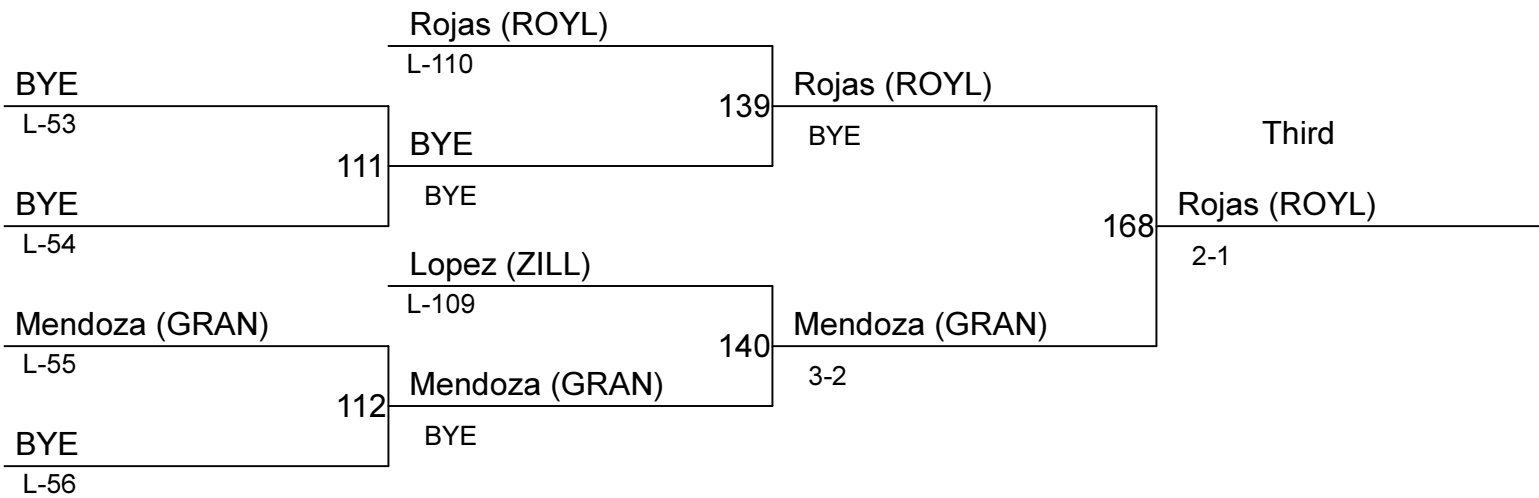 Rojas (ROYL)
L-110
BYE
L-53
139
Rojas (ROYL)
BYE
Third
111
BYE
BYE
BYE
L-54
168
Rojas (ROYL)
2-1
Lopez (ZILL)
L-109
Mendoza (GRAN)
L-55
140
Mendoza (GRAN)
3-2
112
Mendoza (GRAN)
BYE
BYE
L-56